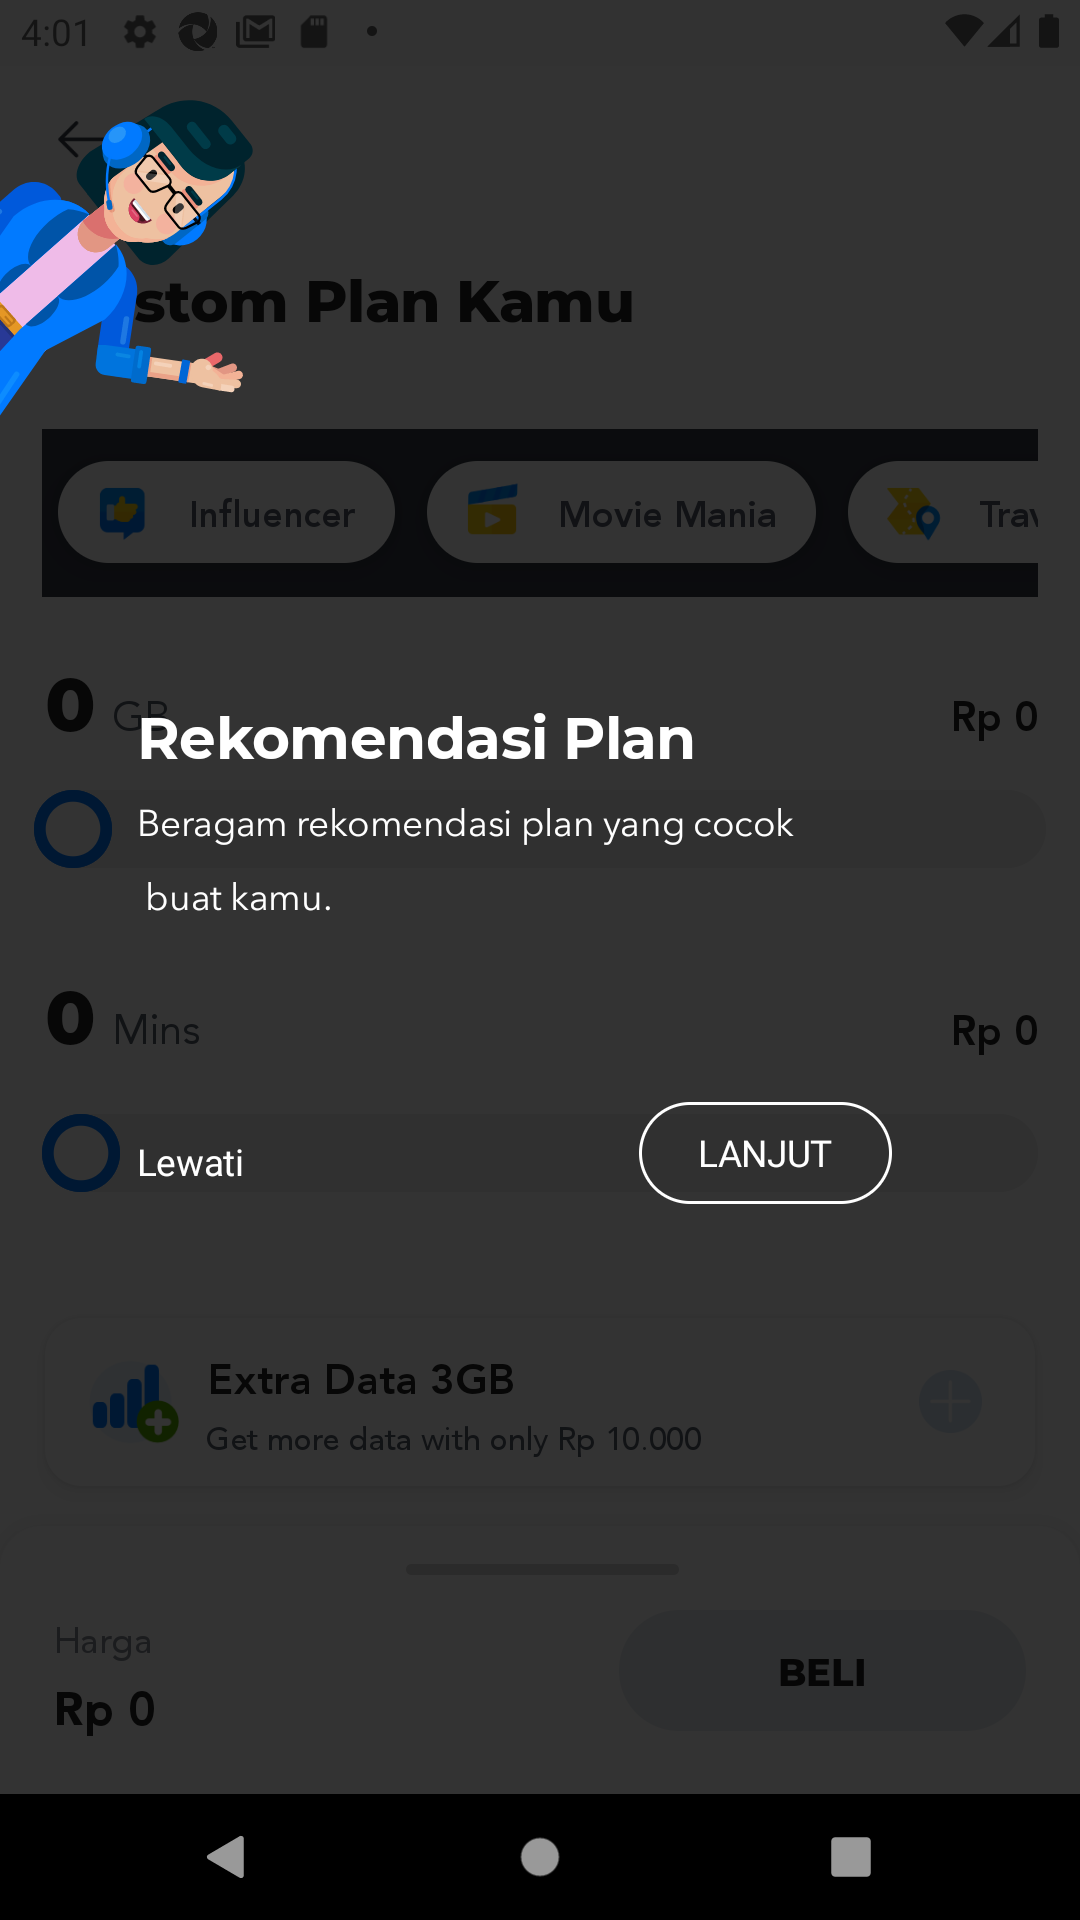 4:01
stom Plan Kamu
Influencer
Movie Mania
0 GB
Rp 0
Rekomendasi Plan
Beragam rekomendasi plan yang cocok
buat kamu.
0 Mins
Rp 0
Lewati
LANJUT
Extra Data 3GB
Get more data with only Rp 10.000
Harga
Rp 0
BELI